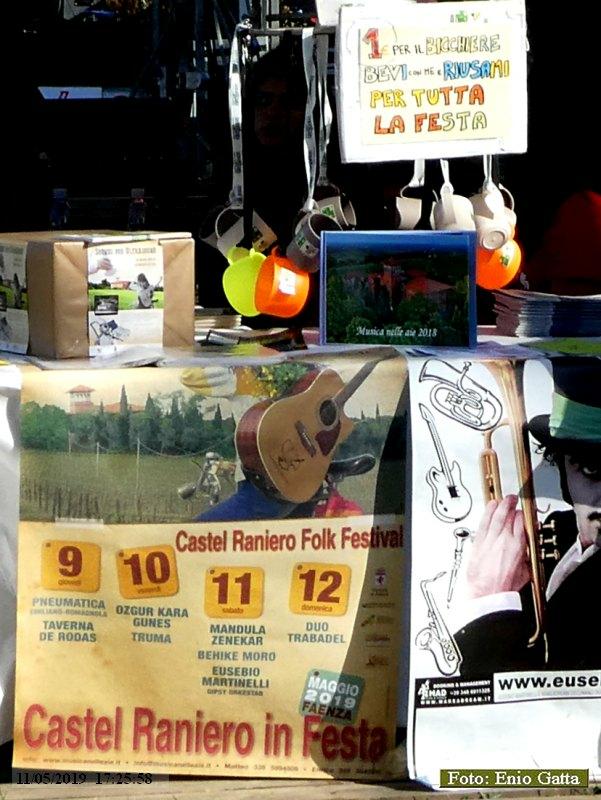 1€ PER IL BICCHIERE
BEVI CON ME E RIUSAMI
PER TUTTA
LA FESTA
Musica nelle aie 2018
Castel Raniero Folk Festival
9
giovedì
PNEUMATICA
EMILIANO-ROMAGNOLA
TAVERNA
DE RODAS
10
venerdì
OZGUR KARA
GUNES
TRUMA
11
sabato
MANDULA
ZENEKAR
BEHIKE MORO
EUSEBIO
MARTINELLI
GIPSY ORKESTAR
12
domenica
DUO
TRABADEL
MAGGIO
2019
FAENZA
Castel Raniero in Festa
BOOKING & MANAGEMENT
www.euse
11/05/2019 17:25:58
Foto: Enio Gatta